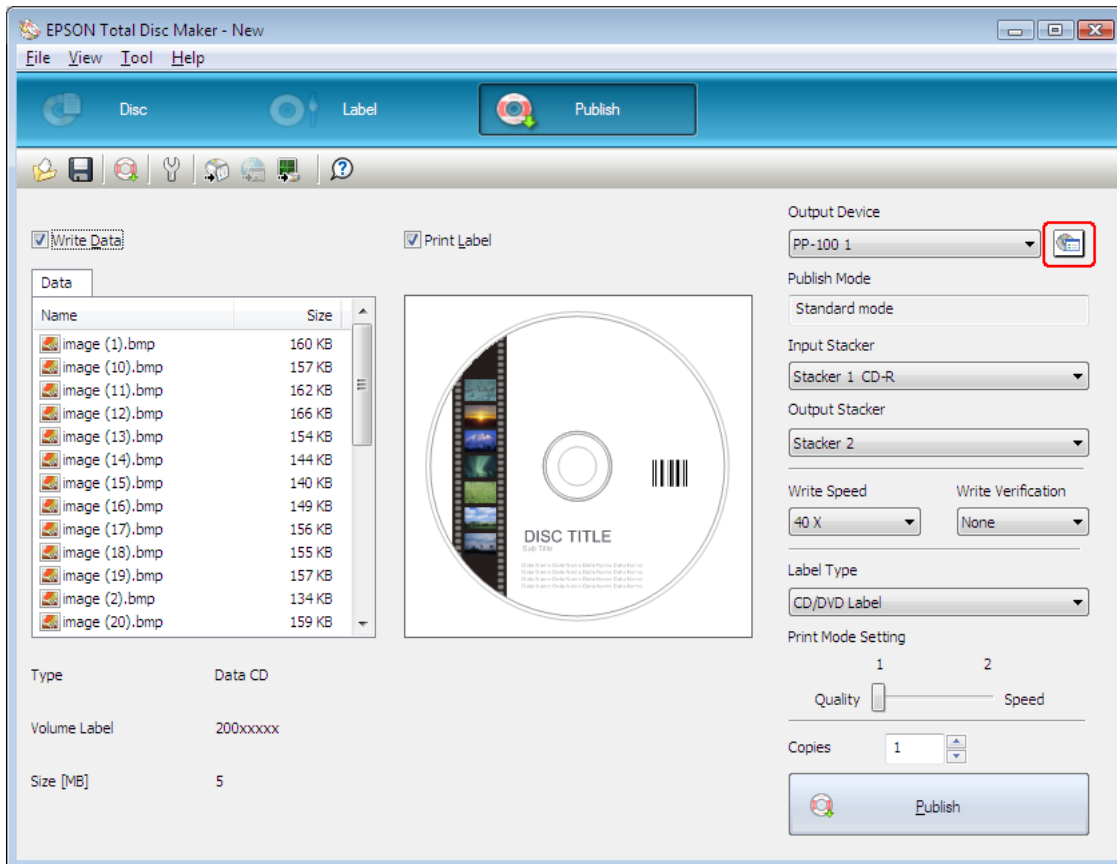 EPSON Total Disc Maker - New
File View Tool Help
Disc Label Publish
Write Data
Print Label
Output Device
PP-100 1
Publish Mode
Standard mode
Input Stacker
Stacker 1 CD-R
Output Stacker
Stacker 2
Write Speed Write Verification
40 X None
Label Type
CD/DVD Label
Print Mode Setting
1 2
Quality Speed
Copies 1
Publish
Data
Name Size
image (1).bmp 160 KB
image (10).bmp 157 KB
image (11).bmp 162 KB
image (12).bmp 166 KB
image (13).bmp 154 KB
image (14).bmp 144 KB
image (15).bmp 140 KB
image (16).bmp 149 KB
image (17).bmp 156 KB
image (18).bmp 155 KB
image (19).bmp 157 KB
image (2).bmp 134 KB
image (20).bmp 159 KB
DISC TITLE
Sub Title
Type Data CD
Volume Label 200xxxxx
Size [MB] 5